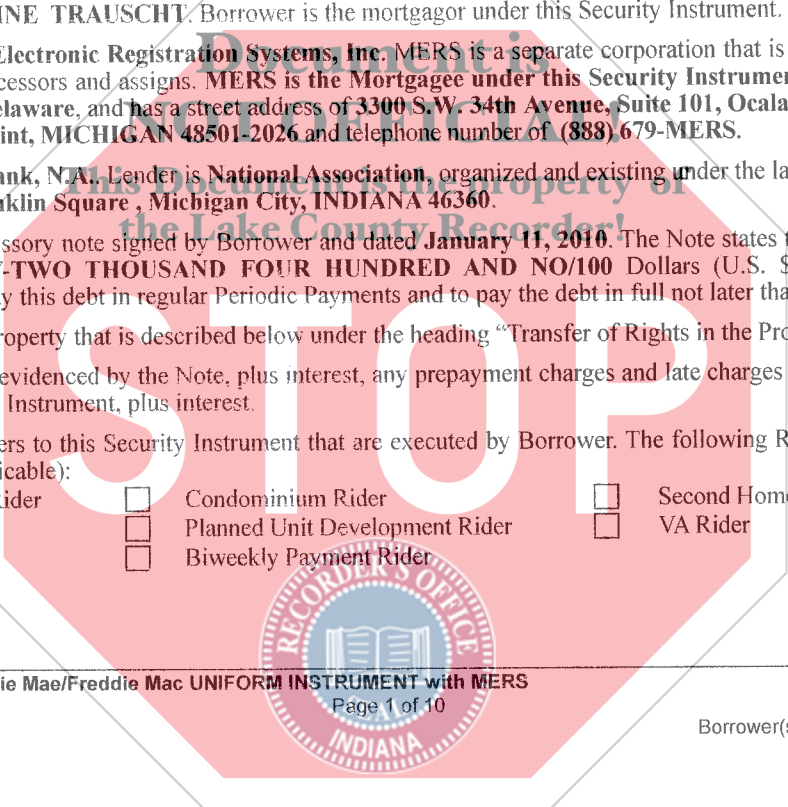 INE TRAUSCHT. Borrower is the mortgagor under this Security Instrument.
Electronic Registration Systems, Inc. MERS is a separate corporation that is
cessors and assigns. MERS is the Mortgagee under this Security Instrumen
elaware, and has a street address of 3300 S.W. 34th Avenue, Suite 101, Ocala
int, MICHIGAN 48501-2026 and telephone number of (888) 679-MERS.
ank, N.A.. Lender is National Association, organized and existing under the la
nklin Square , Michigan City, INDIANA 46360.
issory note signed by Borrower and dated January 11, 2010. The Note states t
Y-TWO THOUSAND FOUR HUNDRED AND NO/100 Dollars (U.S. $
y this debt in regular Periodic Payments and to pay the debt in full not later tha
roperty that is described below under the heading “Transfer of Rights in the Pro
evidenced by the Note, plus interest, any prepayment charges and late charges
Instrument, plus interest.
ers to this Security Instrument that are executed by Borrower. The following R
icable):
Rider Condominium Rider Second Home
Planned Unit Development Rider VA Rider
Biweekly Payment Rider
ie Mae/Freddie Mac UNIFORM INSTRUMENT with MERS
Page 1 of 10
Borrower(s
Document is
NOT OFFICIAL!
This Document is the property of
the Lake County Recorder!
STOP
RECORDER'S OFFICE
SEAL
INDIANA